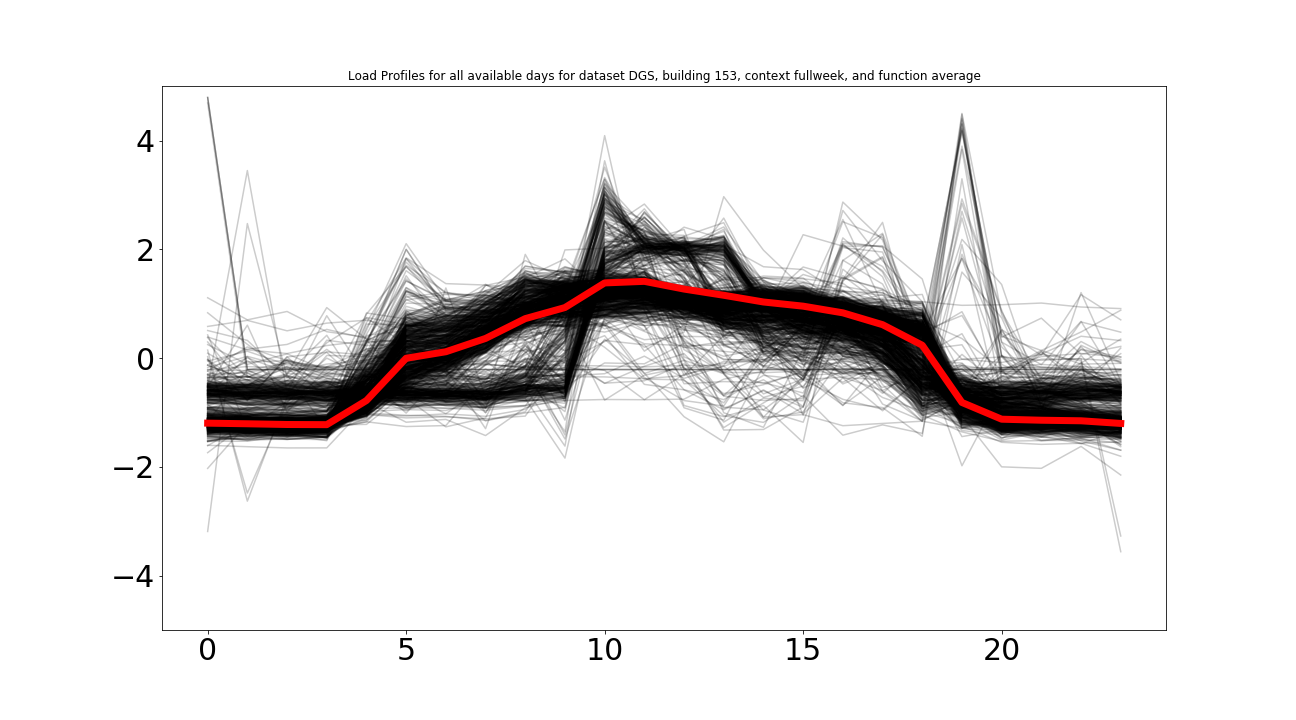 Load Profiles for all available days for dataset DGS, building 153, context fullweek, and function average
4
2
0
−2
−4
0 5 10 15 20